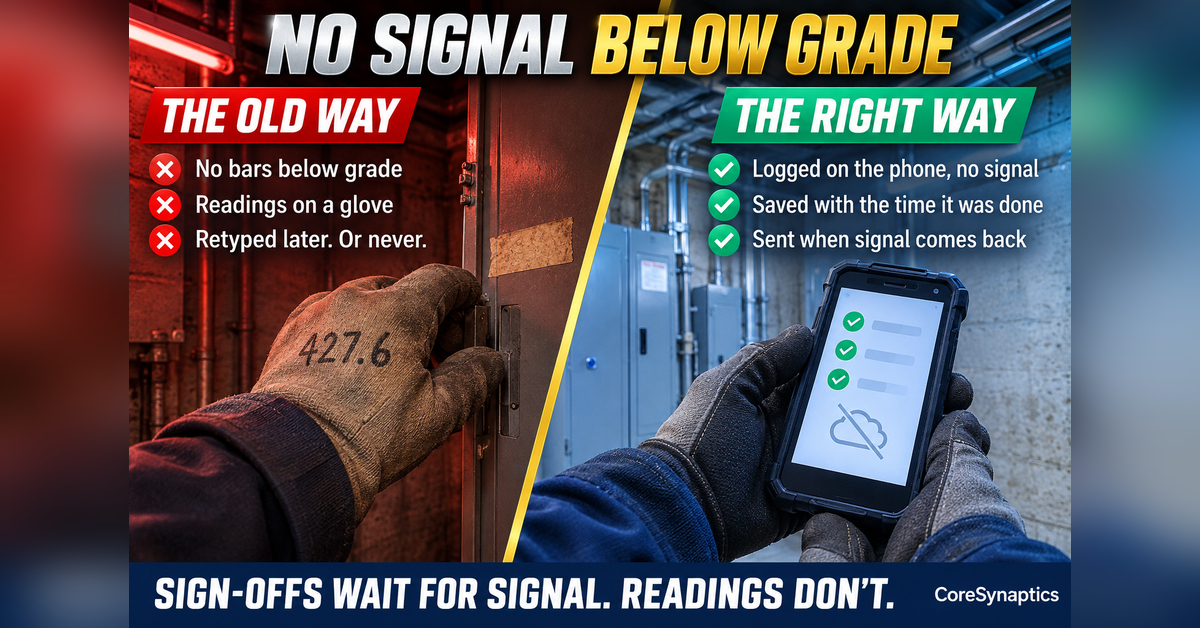 NO SIGNAL BELOW GRADE
THE OLD WAY
No bars below grade
Readings on a glove
Retyped later. Or never.
427.6
THE RIGHT WAY
Logged on the phone, no signal
Saved with the time it was done
Sent when signal comes back
SIGN-OFFS WAIT FOR SIGNAL. READINGS DON'T.
CoreSynaptics